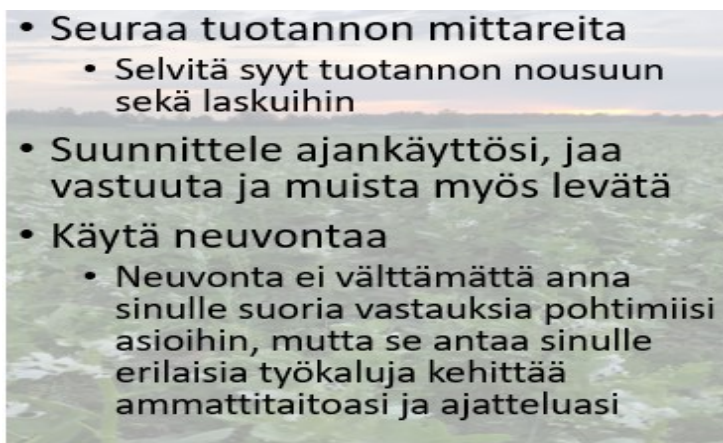 • Seuraa tuotannon mittareita
• Selvitä syyt tuotannon nousuun
sekä laskuihin
• Suunnittele ajankäyttösi, jaa
vastuuta ja muista myös levätä
• Käytä neuvontaa
• Neuvonta ei välttämättä anna
sinulle suoria vastauksia pohtimiisi
asioihin, mutta se antaa sinulle
erilaisia työkaluja kehittää
ammattitaitoasi ja ajatteluasi